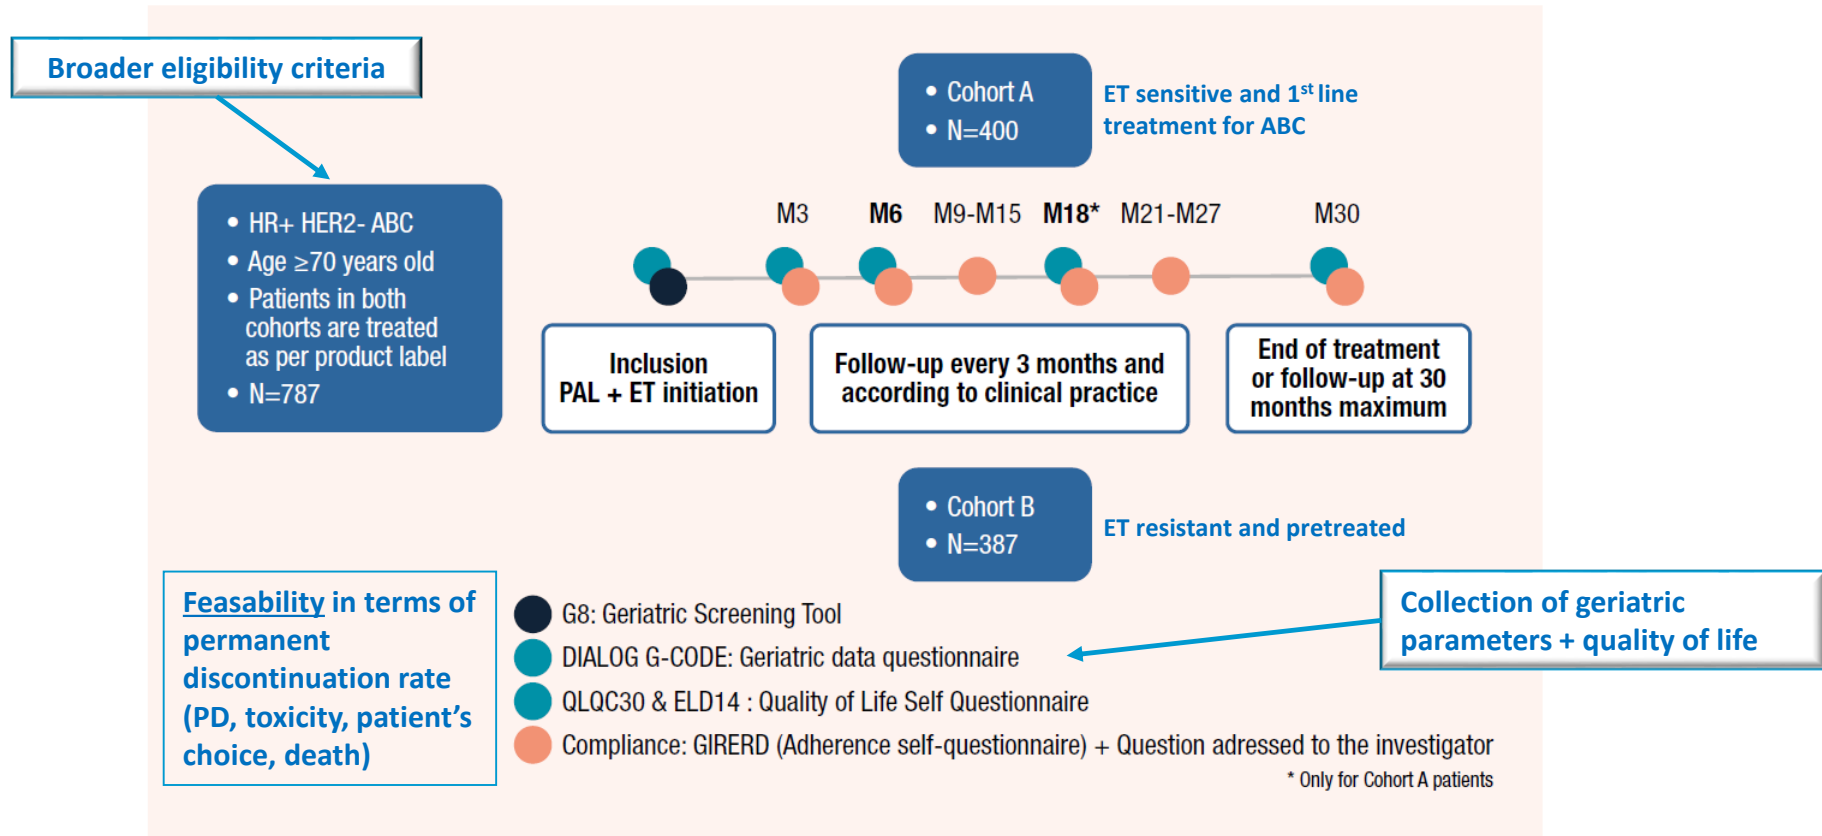 Broader eligibility criteria
• Cohort A
• N=400
ET sensitive and 1st line
treatment for ABC
• HR+ HER2- ABC
• Age ≥70 years old
• Patients in both
cohorts are treated
as per product label
• N=787
M3 M6 M9-M15 M18* M21-M27 M30
Inclusion
PAL + ET initiation
Follow-up every 3 months and
according to clinical practice
End of treatment
or follow-up at 30
months maximum
• Cohort B
• N=387
ET resistant and pretreated
Feasability in terms of
permanent
discontinuation rate
(PD, toxicity, patient’s
choice, death)
G8: Geriatric Screening Tool
DIALOG G-CODE: Geriatric data questionnaire
QLQC30 & ELD14 : Quality of Life Self Questionnaire
Compliance: GIRERD (Adherence self-questionnaire) + Question adressed to the investigator
* Only for Cohort A patients
Collection of geriatric
parameters + quality of life